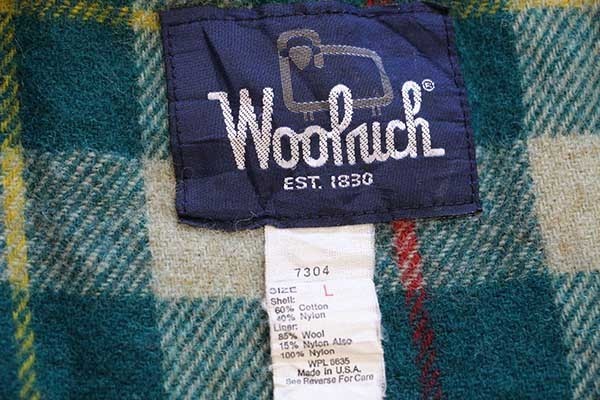 Woolrich®
EST. 1830
7304
SIZE L
Shell:
60% Cotton
40% Nylon
Liner:
85% Wool
15% Nylon Also
100% Nylon
WPL 6635
Made in U.S.A.
See Reverse For Care